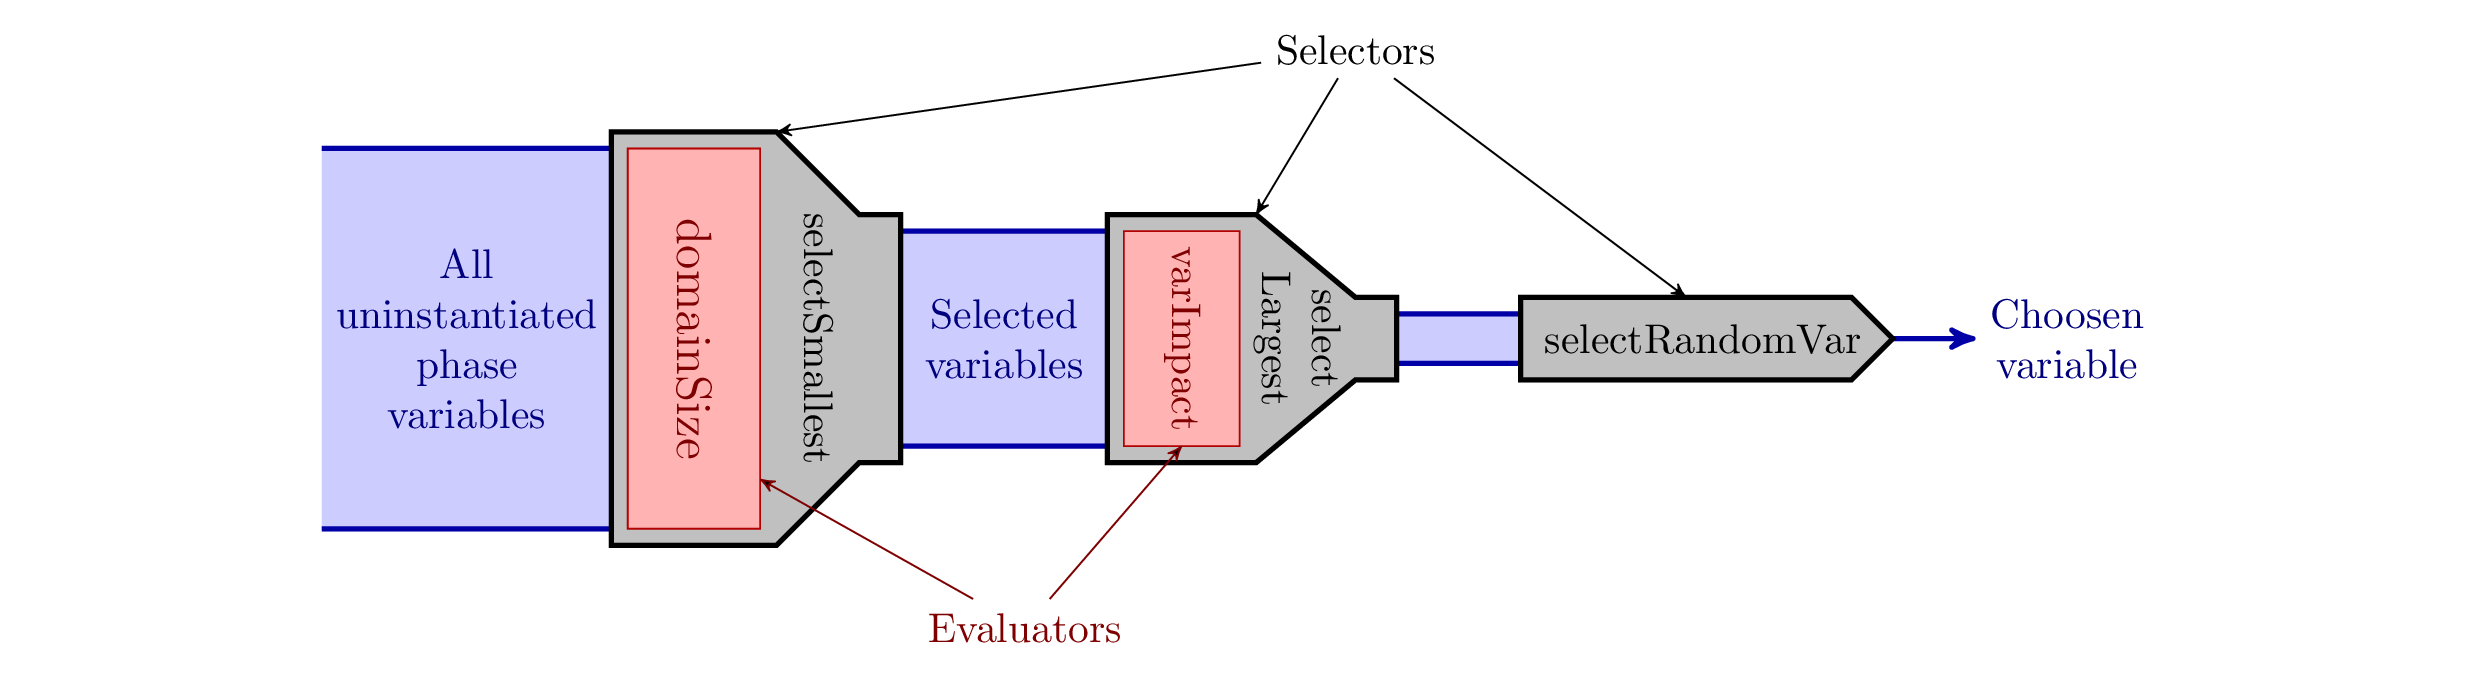 Selectors
All
uninstantiated
phase
variables
domainSize
selectSmallest
Selected
variables
varImpact
select
Largest
selectRandomVar
Choosen
variable
Evaluators